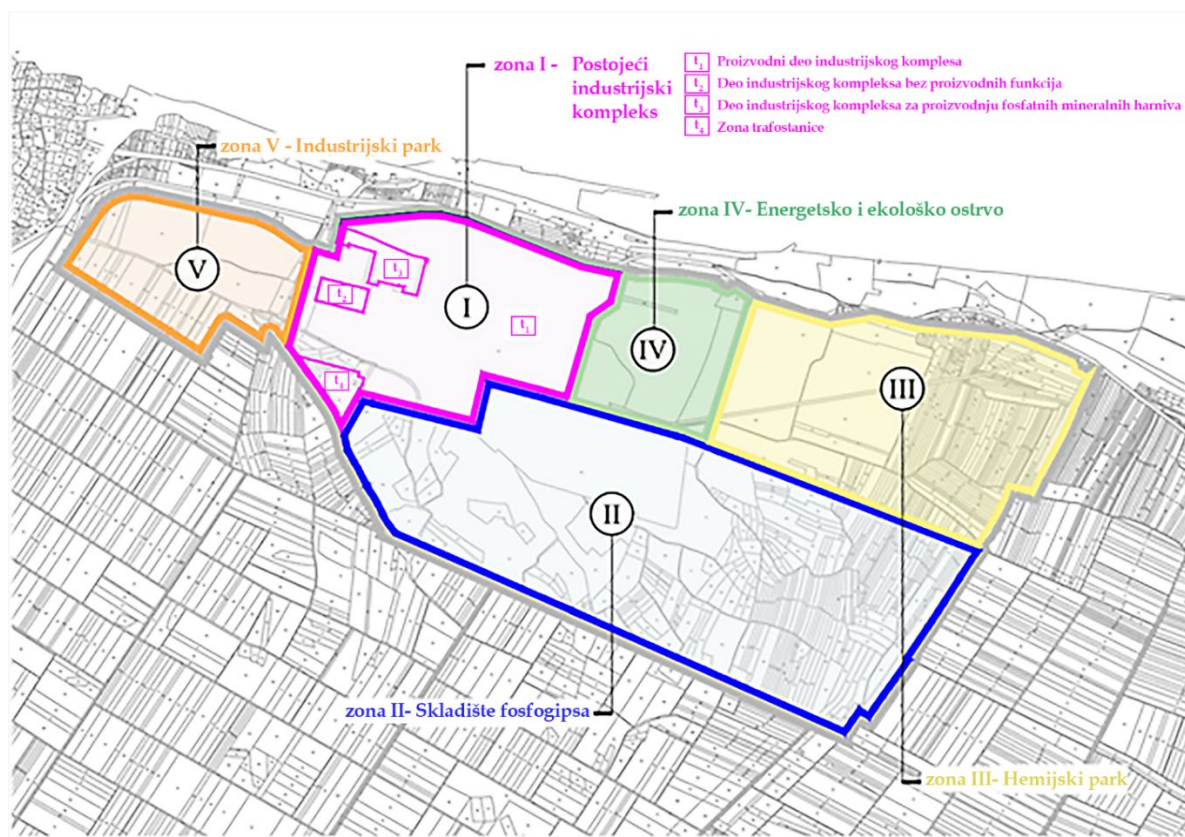 zona I - Postojeći
industrijski
kompleks
t1 Proizvodni deo industrijskog komplesa
t2 Deo industrijskog kompleksa bez proizvodnih funkcija
t3 Deo industrijskog kompleksa za proizvodnju fosfatnih mineralnih harniva
t4 Zona trafostanice
zona V - Industrijski park
zona IV- Energetsko i ekološko ostrvo
V
t3
t2
I
t1
IV
t4
III
II
zona II- Skladište fosfogipsa
zona III- Hemijski park